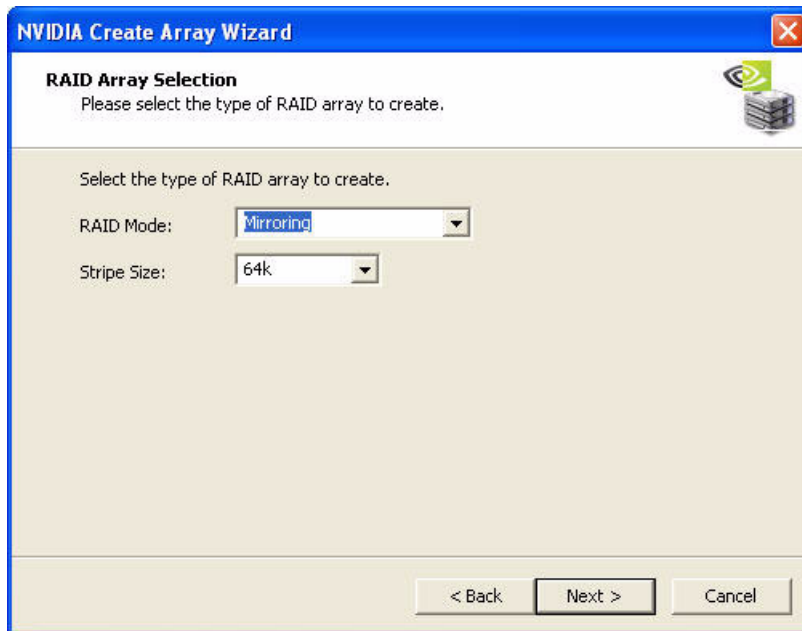 NVIDIA Create Array Wizard
RAID Array Selection
Please select the type of RAID array to create.
Select the type of RAID array to create.
RAID Mode: Mirroring
Stripe Size: 64k
< Back Next > Cancel